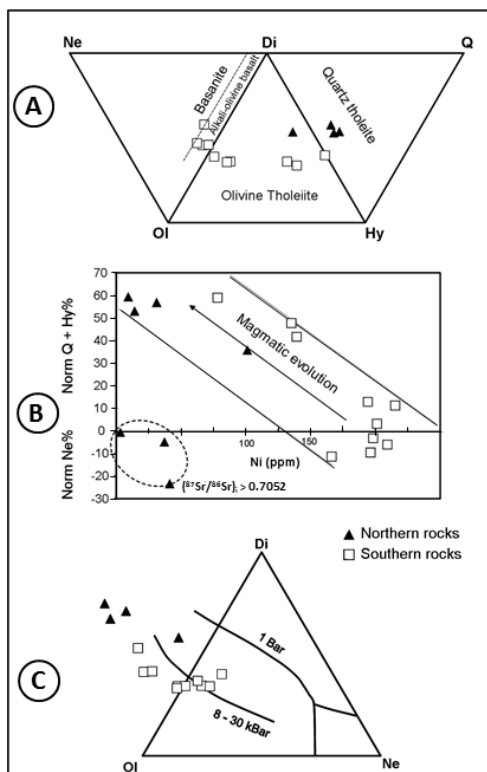 A
Ne
Di
Q
Basanite
Alkali-olivine basalt
Quartz tholeite
Olivine Tholeiite
Ol
Hy
B
Norm Q + Hy%
Norm Ne%
70
60
50
40
30
20
10
0
-10
-20
-30
Magmatic evolution
100
150
Ni (ppm)
(⁸⁷Sr/⁸⁶Sr)ᵢ > 0.7052
Northern rocks
Southern rocks
C
Di
1 Bar
8 - 30 kBar
Ol
Ne